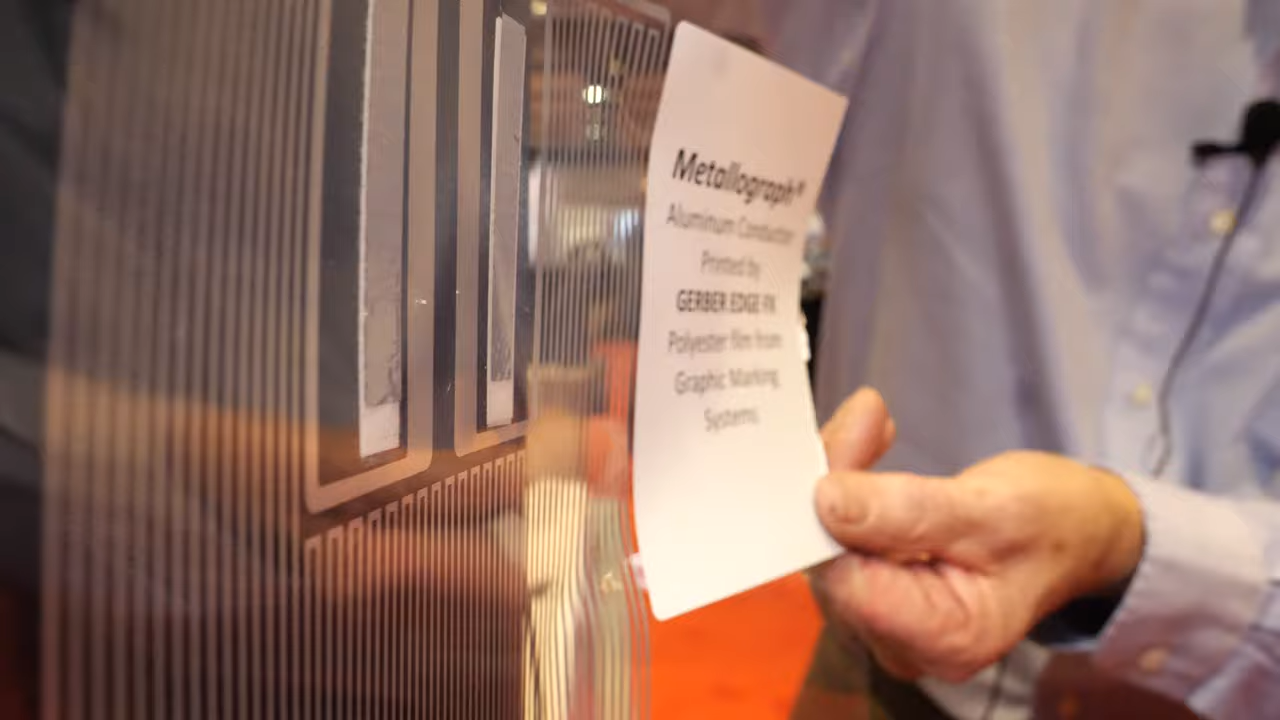 Metallograph®
Aluminum Conductor
Printed by
GERBER EDGE FX
Polyester film from
Graphic Marking
Systems